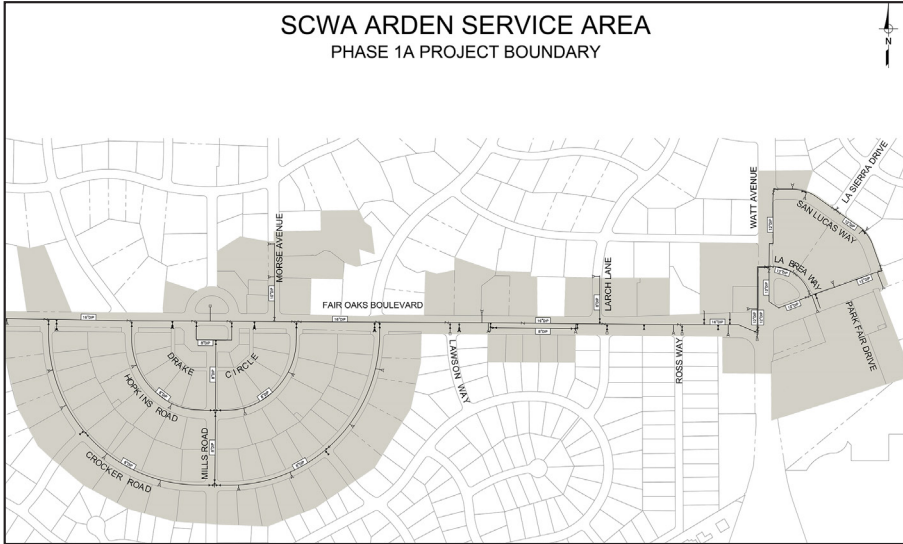 SCWA ARDEN SERVICE AREA
PHASE 1A PROJECT BOUNDARY
N
LA SIERRA DRIVE
WATT AVENUE
SAN LUCAS WAY
MORSE AVENUE
LA BREA WAY
LARCH LANE
FAIR OAKS BOULEVARD
PARK FAIR DRIVE
DRAKE CIRCLE
LAWSON WAY
ROSS WAY
HOPKINS ROAD
MILLS ROAD
CROCKER ROAD